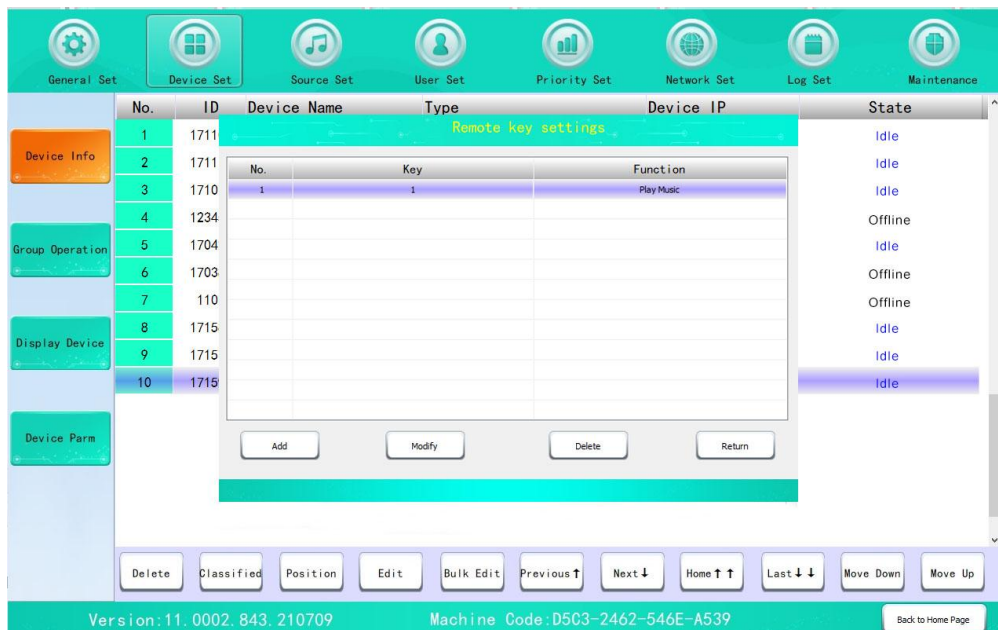 General Set Device Set Source Set User Set Priority Set Network Set Log Set Maintenance
No. ID Device Name Type Device IP State
Remote key settings
Device Info
Group Operation
Display Device
Device Parm
1 1711 Idle
2 1711 Idle
3 1710 Idle
4 1234 Offline
5 1704 Idle
6 1703 Offline
7 110 Offline
8 1715 Idle
9 1715 Idle
10 1715 Idle
No. Key Function
1 1 Play Music
Add Modify Delete Return
Delete Classified Position Edit Bulk Edit Previous↑ Next↓ Home↑↑ Last↓↓ Move Down Move Up
Version:11.0002.843.210709 Machine Code:D5C3-2462-546E-A539 Back to Home Page